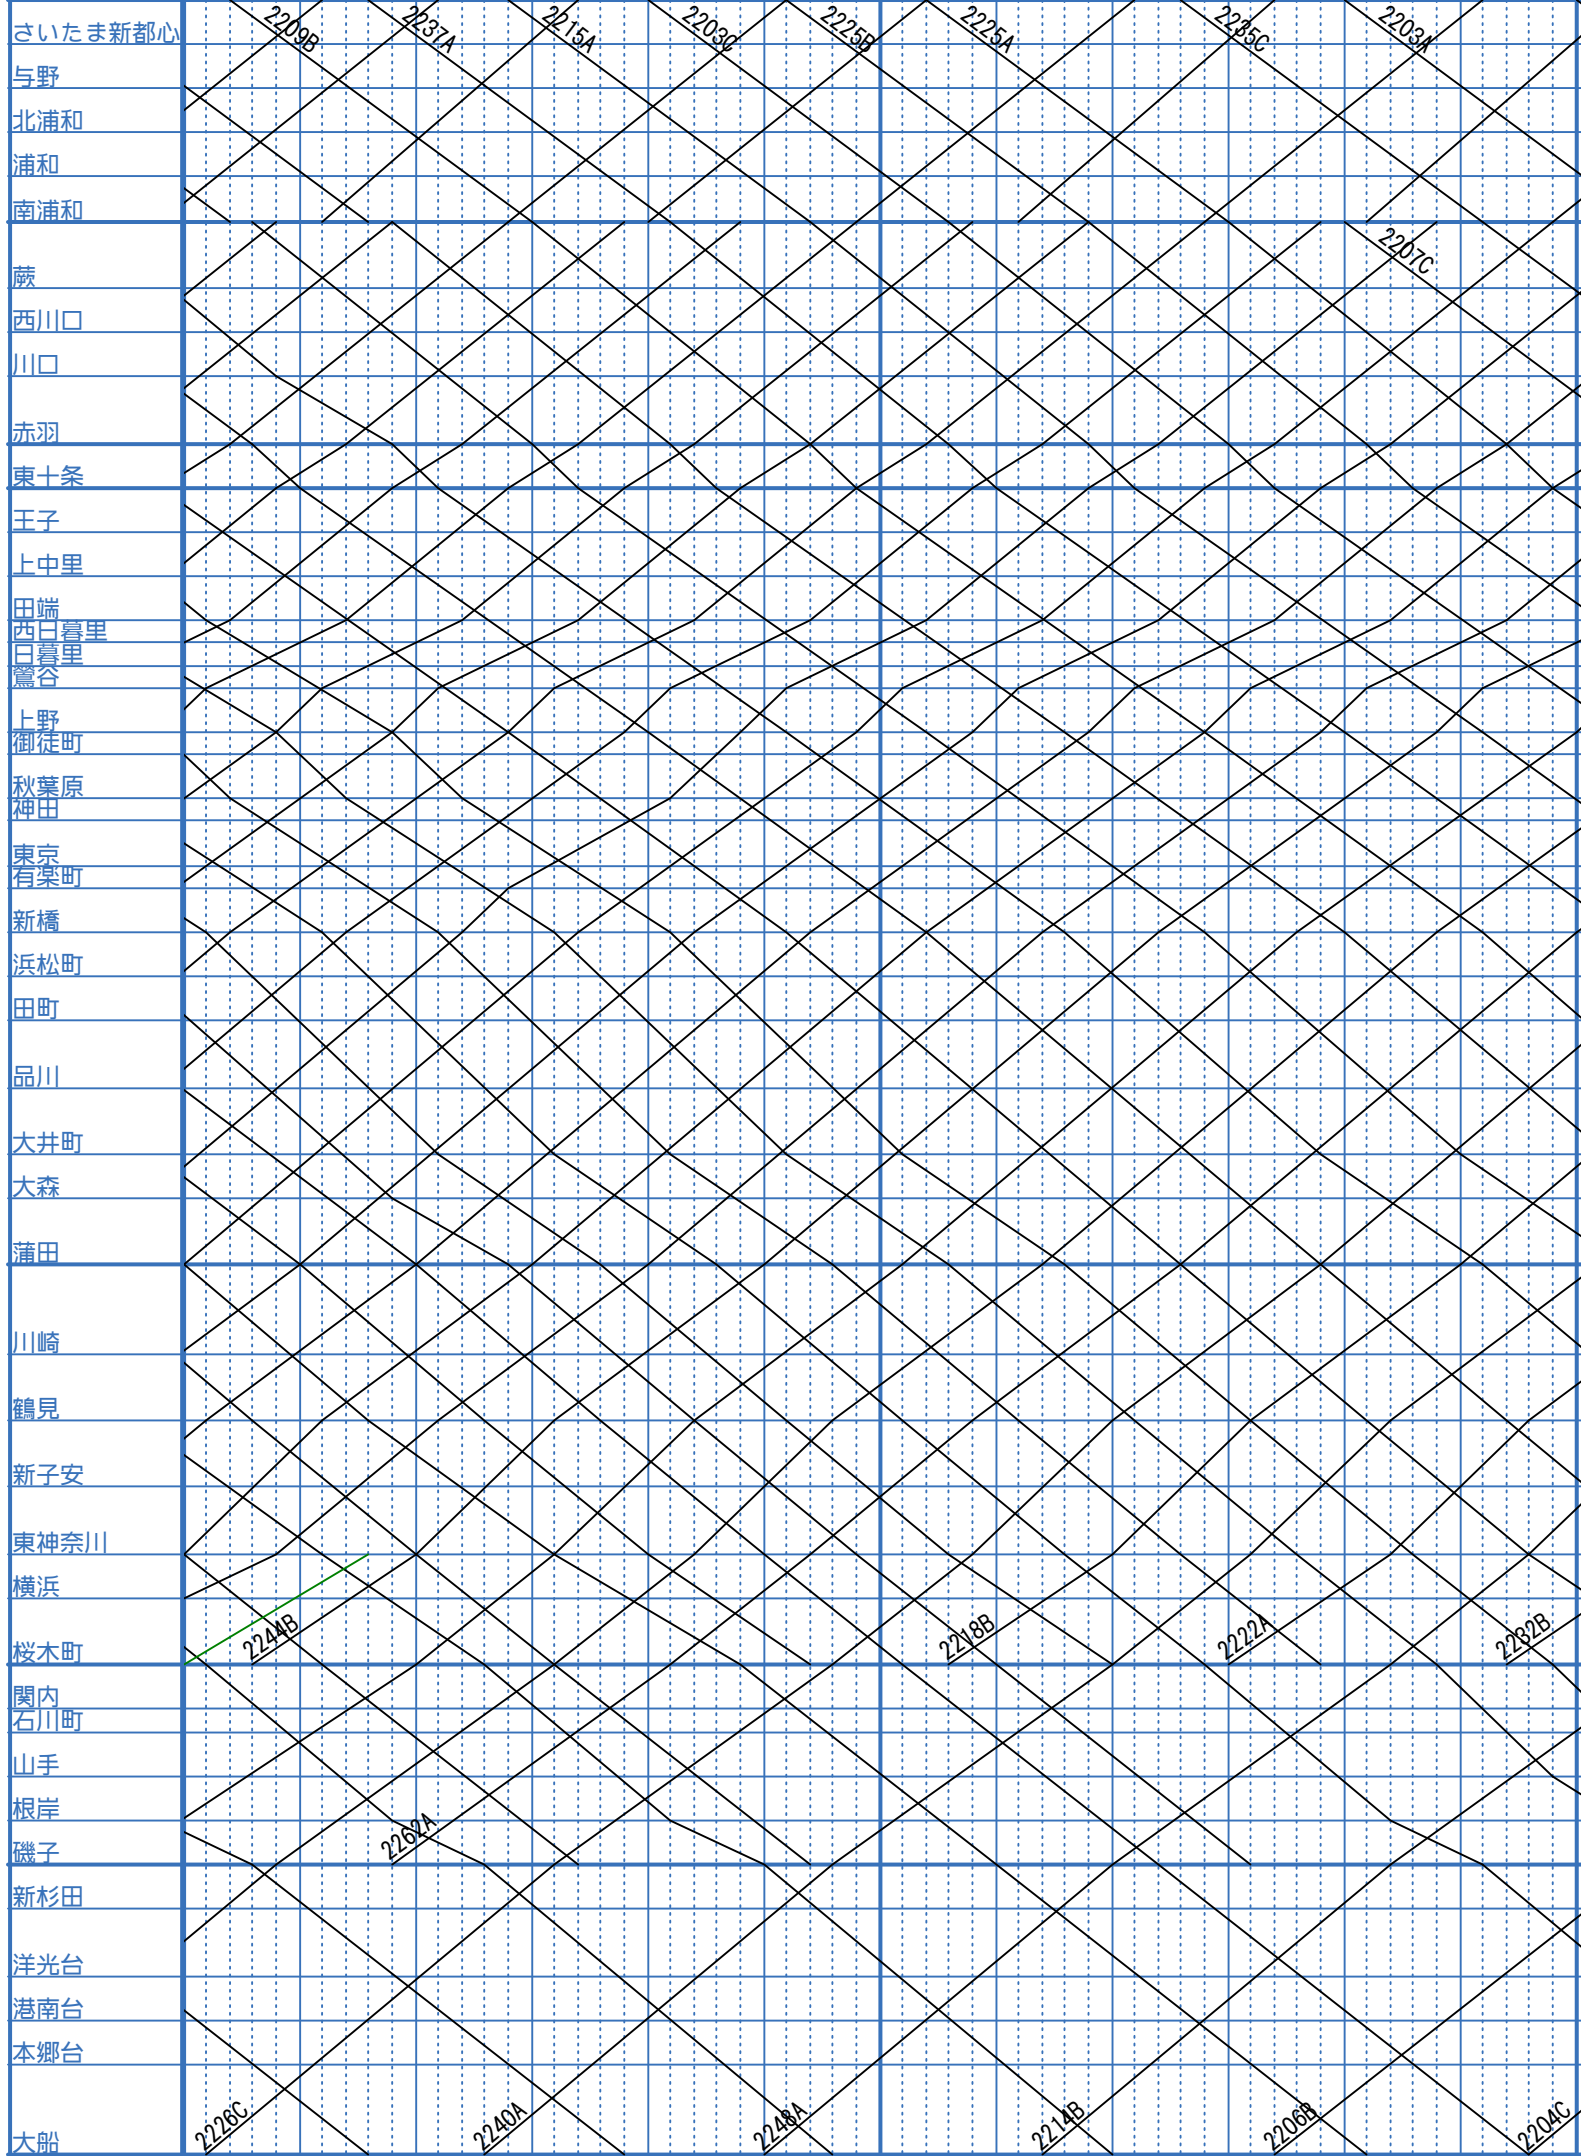 2209B 2237A 2215A 2203C 2225B 2225A 2235C 2203A
さいたま新都心
与野
北浦和
浦和
南浦和
2207C
蕨
西川口
川口
赤羽
東十条
王子
上中里
田端
西日暮里
日暮里
鶯谷
上野
御徒町
秋葉原
神田
東京
有楽町
新橋
浜松町
田町
品川
大井町
大森
蒲田
川崎
鶴見
新子安
東神奈川
横浜
2244B 2218B 2222A 2232B
桜木町
関内
石川町
山手
根岸
2262A
磯子
新杉田
洋光台
港南台
本郷台
2226C 2240A 2248A 2214B 2206B 2204C
大船